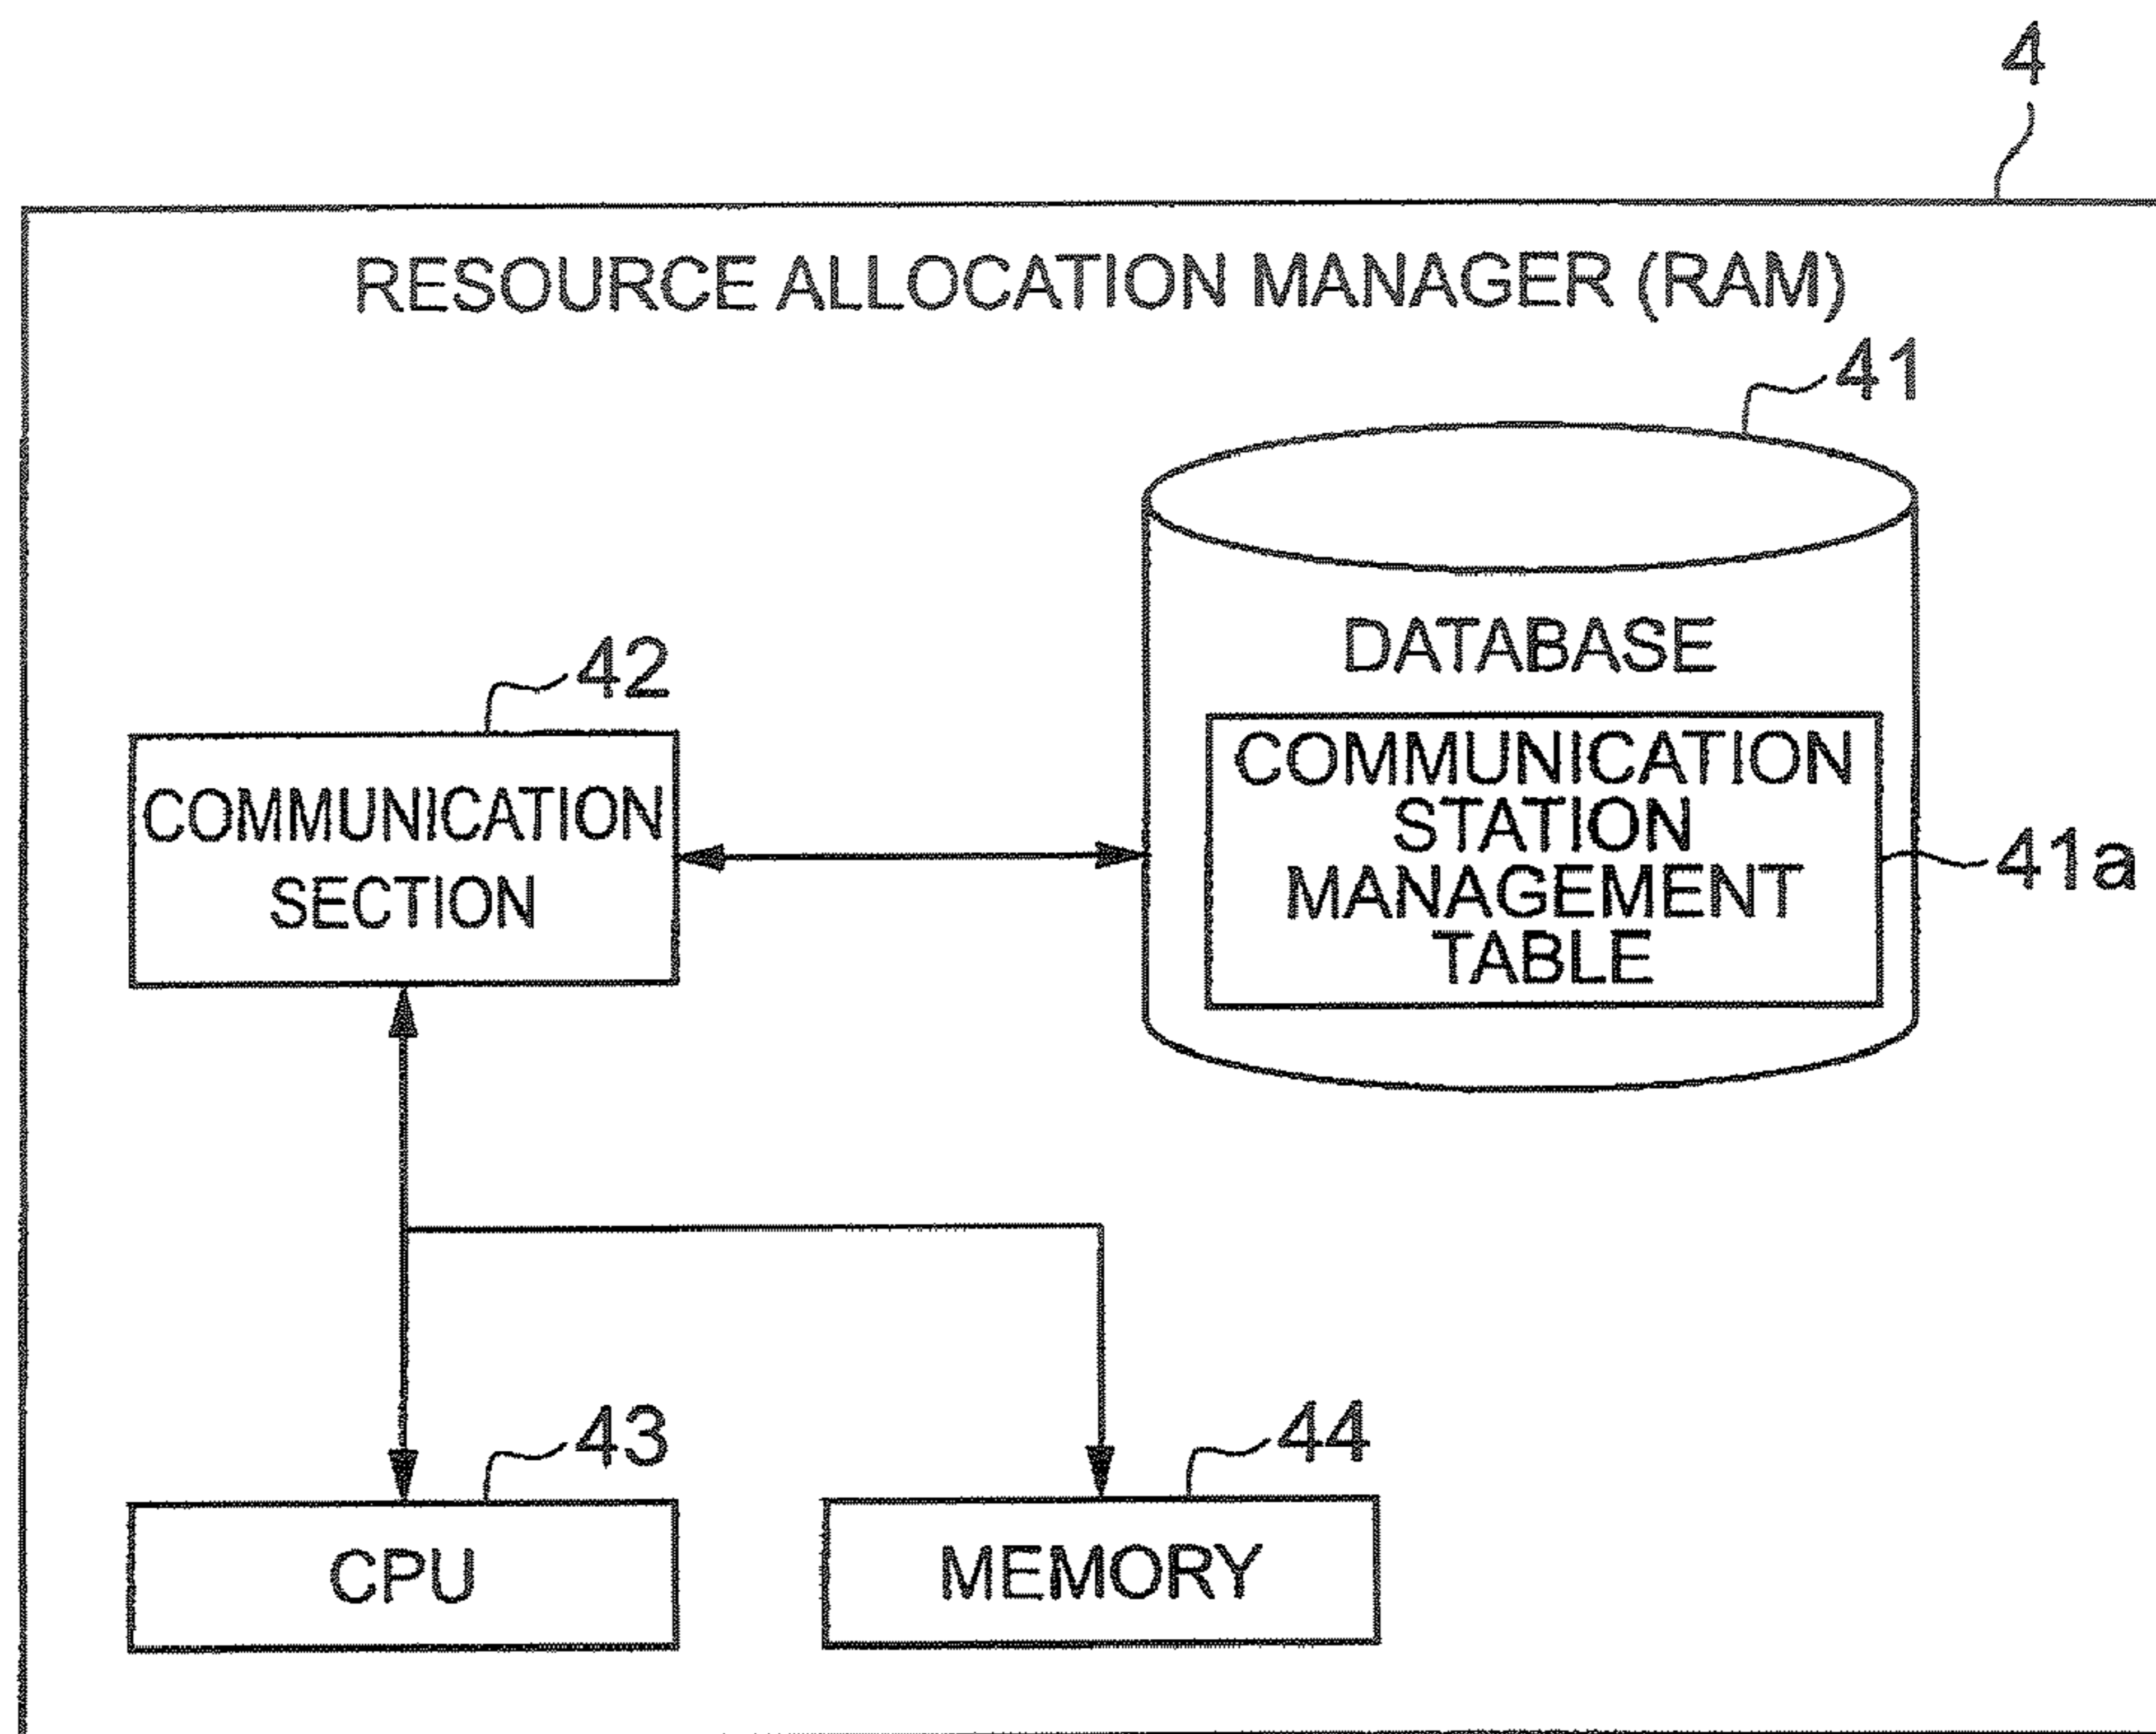 4
RESOURCE ALLOCATION MANAGER (RAM)
41
DATABASE
42
COMMUNICATION
SECTION
COMMUNICATION
STATION
MANAGEMENT
TABLE
41a
43
CPU
44
MEMORY